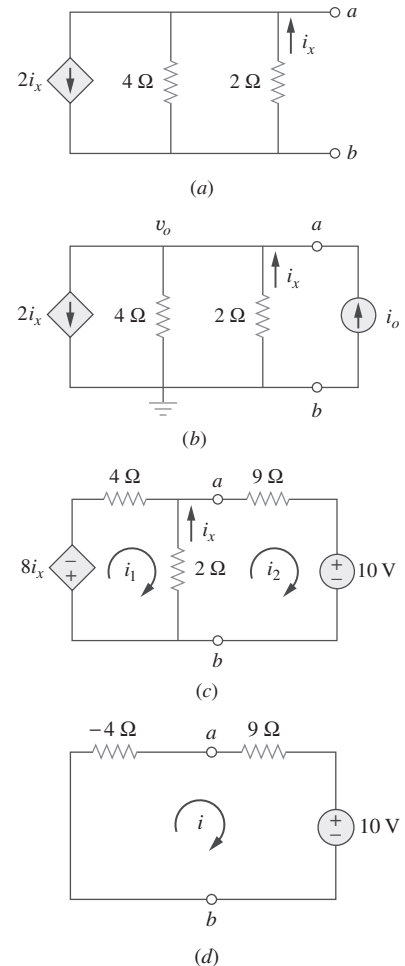 a
i_x
2i_x 4 Ω 2 Ω
b
(a)
v_o a
i_x
2i_x 4 Ω 2 Ω i_o
b
(b)
4 Ω a 9 Ω
i_x
8i_x − + i_1 2 Ω i_2 + − 10 V
b
(c)
−4 Ω a 9 Ω
i + − 10 V
b
(d)